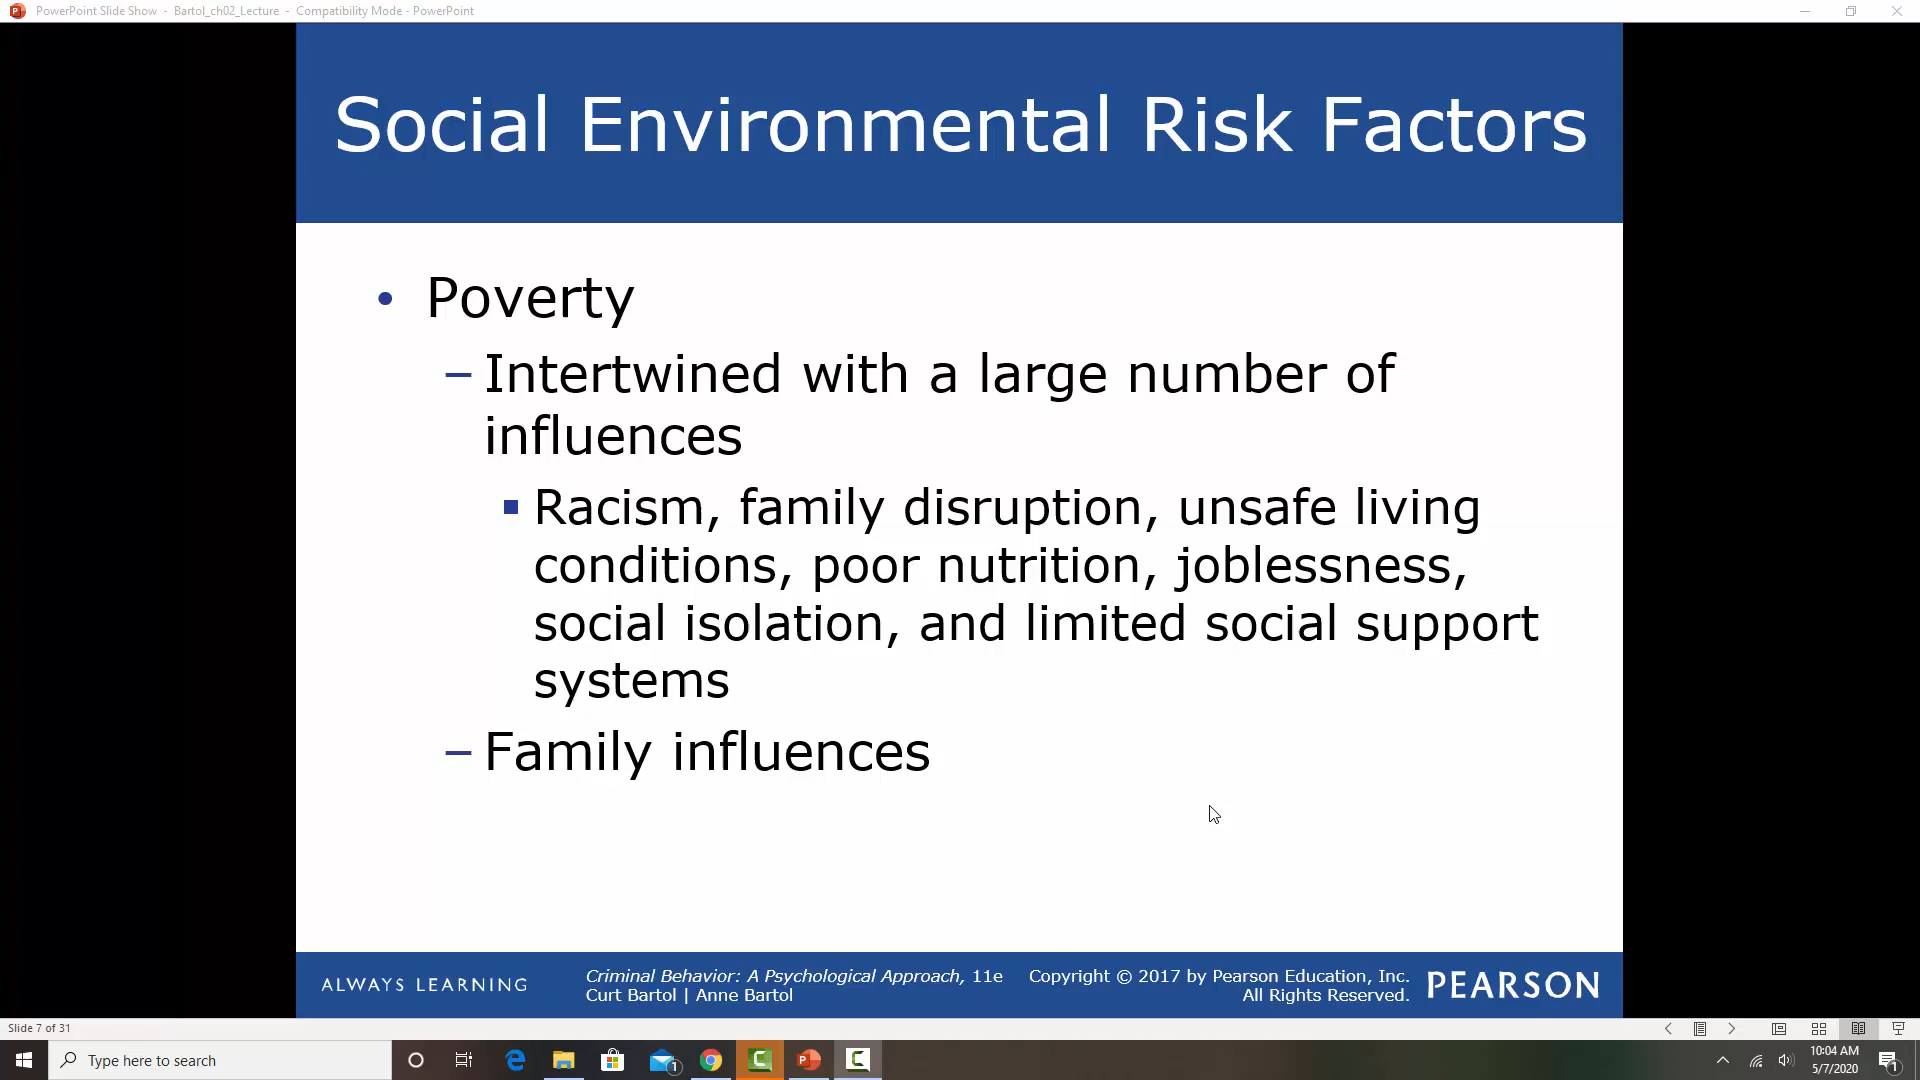 PowerPoint Slide Show - Bartol_ch02_Lecture - Compatibility Mode - PowerPoint
Social Environmental Risk Factors
• Poverty
– Intertwined with a large number of
influences
▪ Racism, family disruption, unsafe living
conditions, poor nutrition, joblessness,
social isolation, and limited social support
systems
– Family influences
ALWAYS LEARNING
Criminal Behavior: A Psychological Approach, 11e
Curt Bartol | Anne Bartol
Copyright © 2017 by Pearson Education, Inc.
All Rights Reserved.
PEARSON
Slide 7 of 31
Type here to search
1
10:04 AM
5/7/2020
1